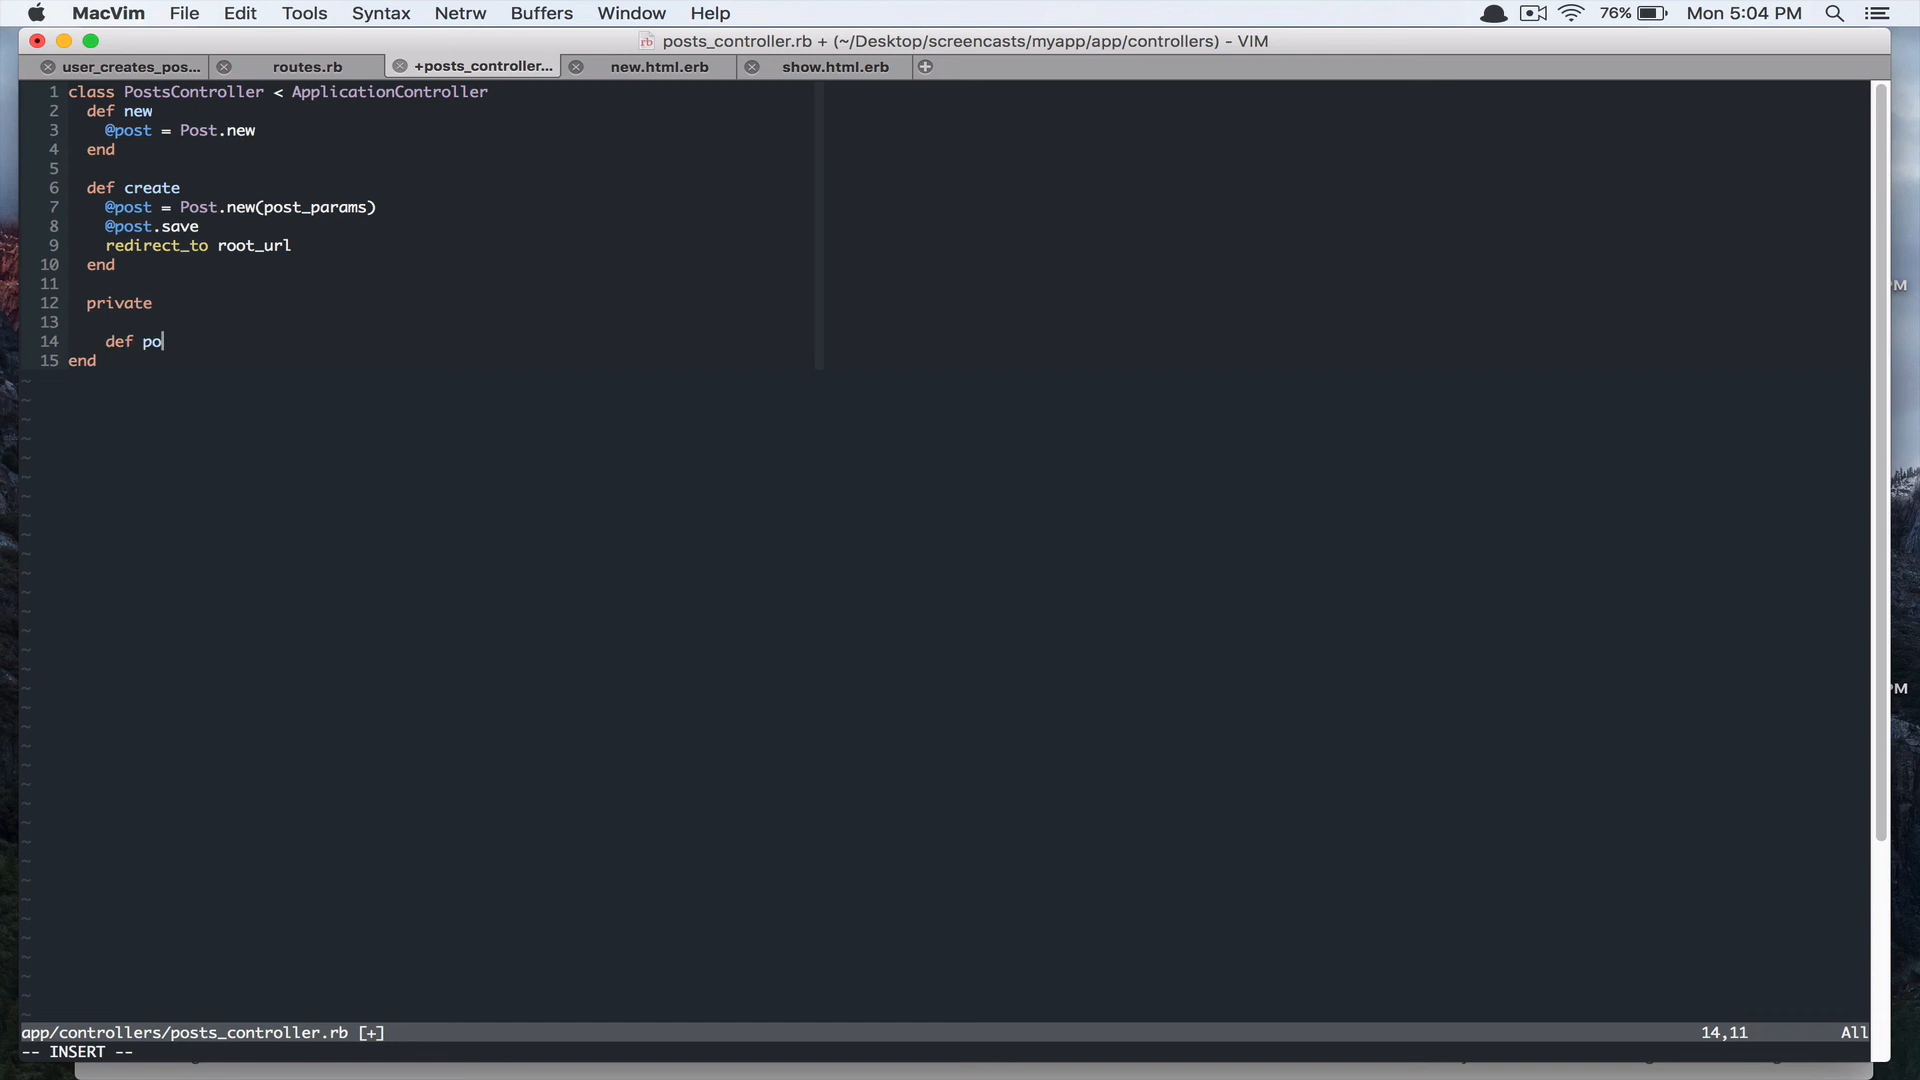 MacVim File Edit Tools Syntax Netrw Buffers Window Help 76% Mon 5:04 PM
posts_controller.rb + (~/Desktop/screencasts/myapp/app/controllers) - VIM
user_creates_pos... routes.rb +posts_controller... new.html.erb show.html.erb
1 class PostsController < ApplicationController
2   def new
3     @post = Post.new
4   end
5
6   def create
7     @post = Post.new(post_params)
8     @post.save
9     redirect_to root_url
10   end
11
12   private
13
14     def po
15 end
PM
PM
app/controllers/posts_controller.rb [+] 14,11 All
-- INSERT --